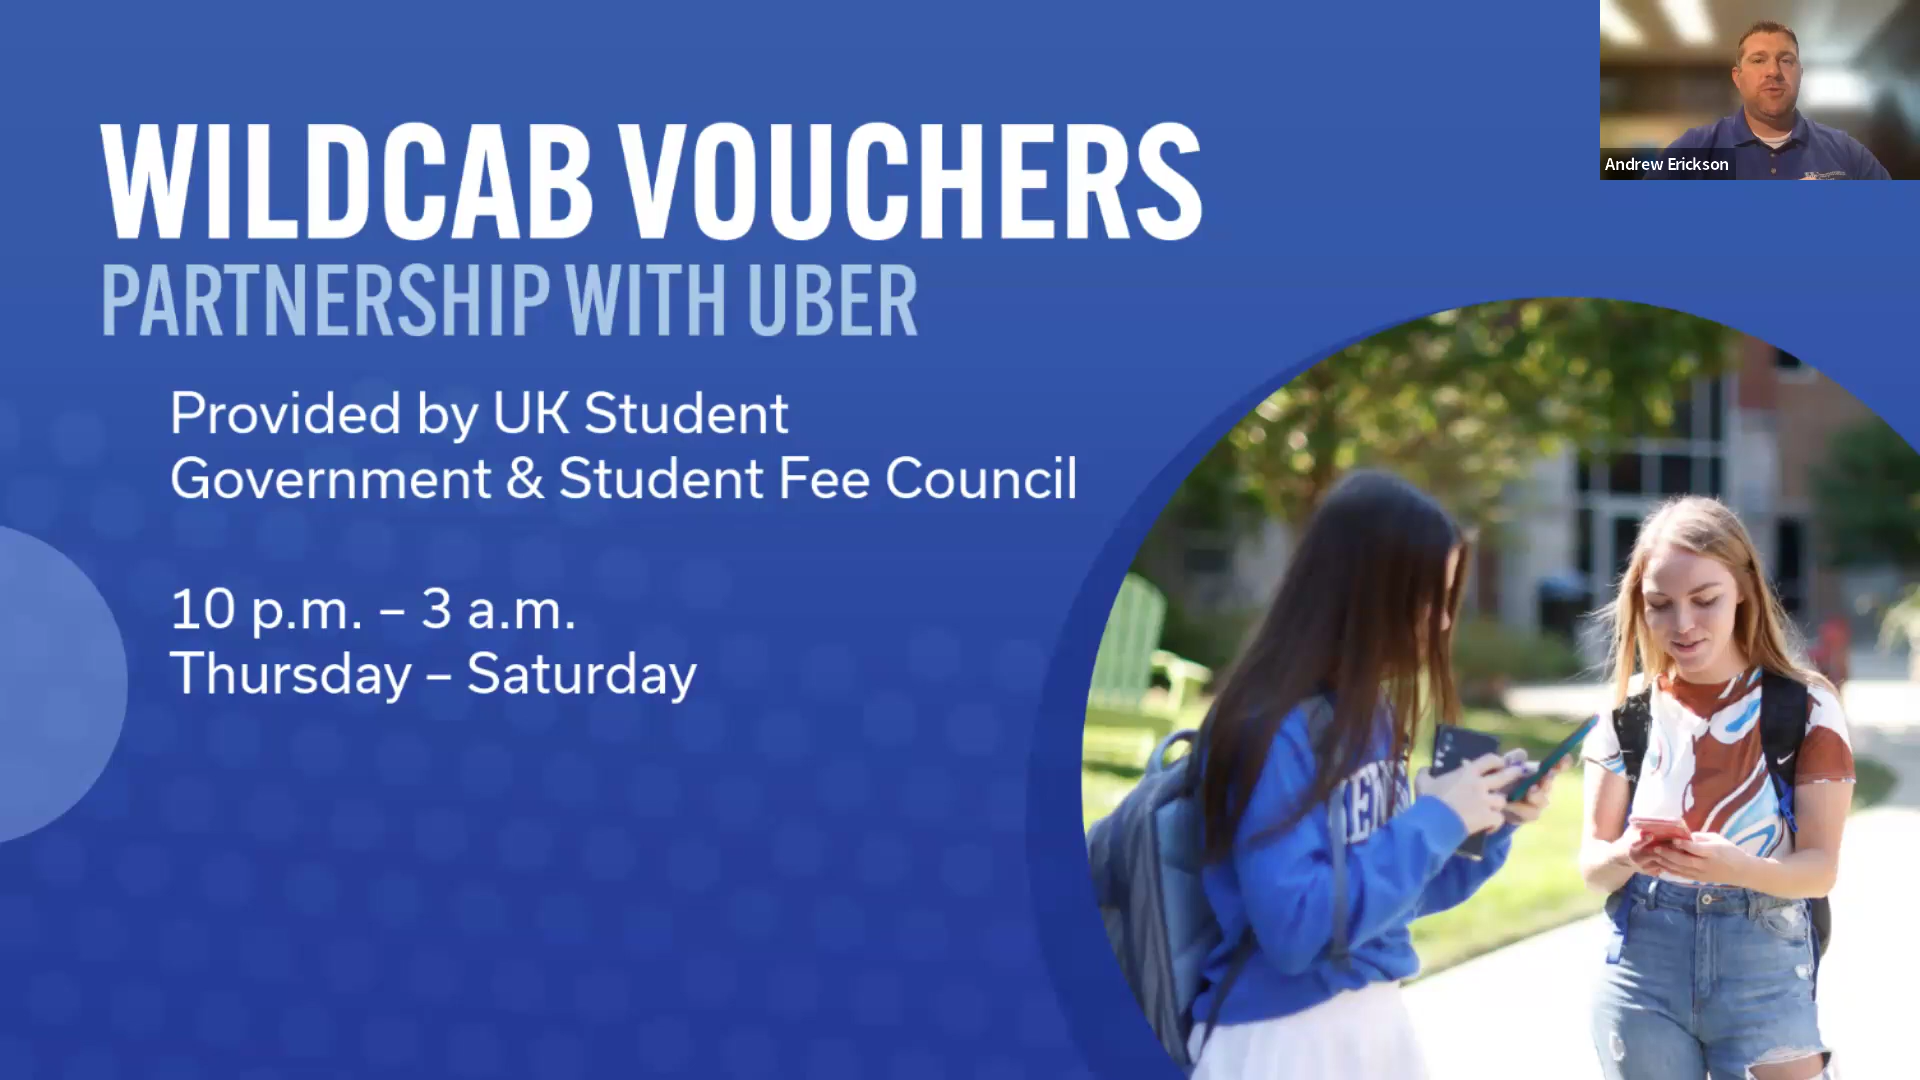 WILDCAB VOUCHERS
PARTNERSHIP WITH UBER
Provided by UK Student
Government & Student Fee Council
10 p.m. – 3 a.m.
Thursday – Saturday
Andrew Erickson